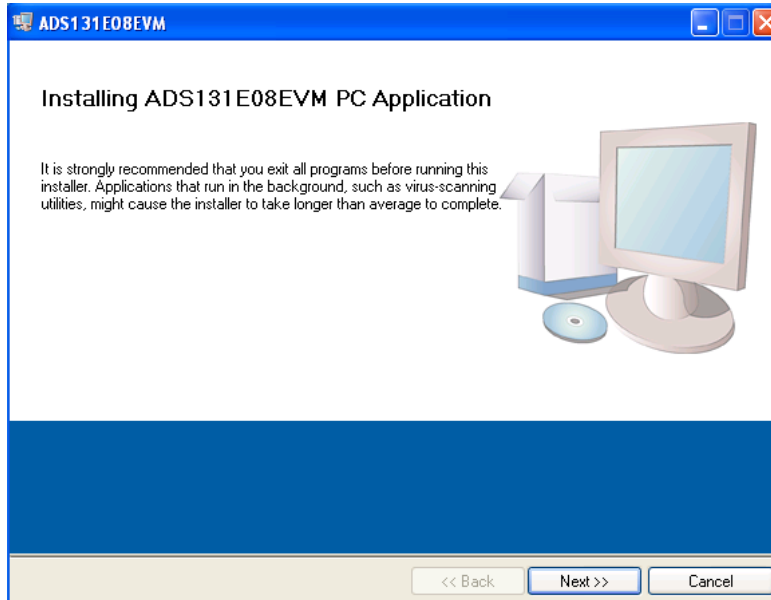 ADS131E08EVM
Installing ADS131E08EVM PC Application
It is strongly recommended that you exit all programs before running this
installer. Applications that run in the background, such as virus-scanning
utilities, might cause the installer to take longer than average to complete.
<< Back
Next >>
Cancel